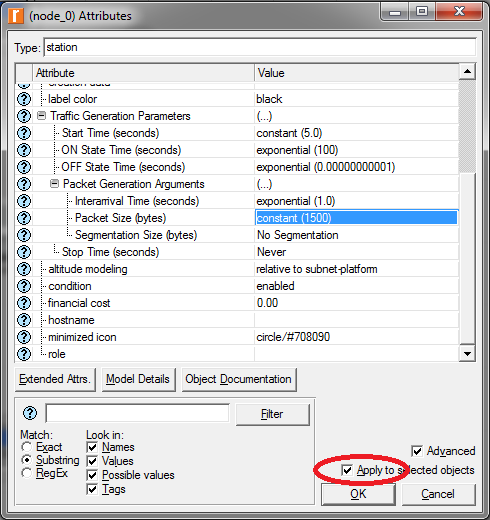 (node_0) Attributes
Type: station
Attribute Value
label color black
Traffic Generation Parameters (...)
Start Time (seconds) constant (5.0)
ON State Time (seconds) exponential (100)
OFF State Time (seconds) exponential (0.00000000001)
Packet Generation Arguments (...)
Interarrival Time (seconds) exponential (1.0)
Packet Size (bytes) constant (1500)
Segmentation Size (bytes) No Segmentation
Stop Time (seconds) Never
altitude modeling relative to subnet-platform
condition enabled
financial cost 0.00
hostname
minimized icon circle/#708090
role
Extended Attrs. Model Details Object Documentation
Filter
Match: Look in:
Exact Names
Substring Values
RegEx Possible values
Tags
Advanced
Apply to selected objects
OK Cancel